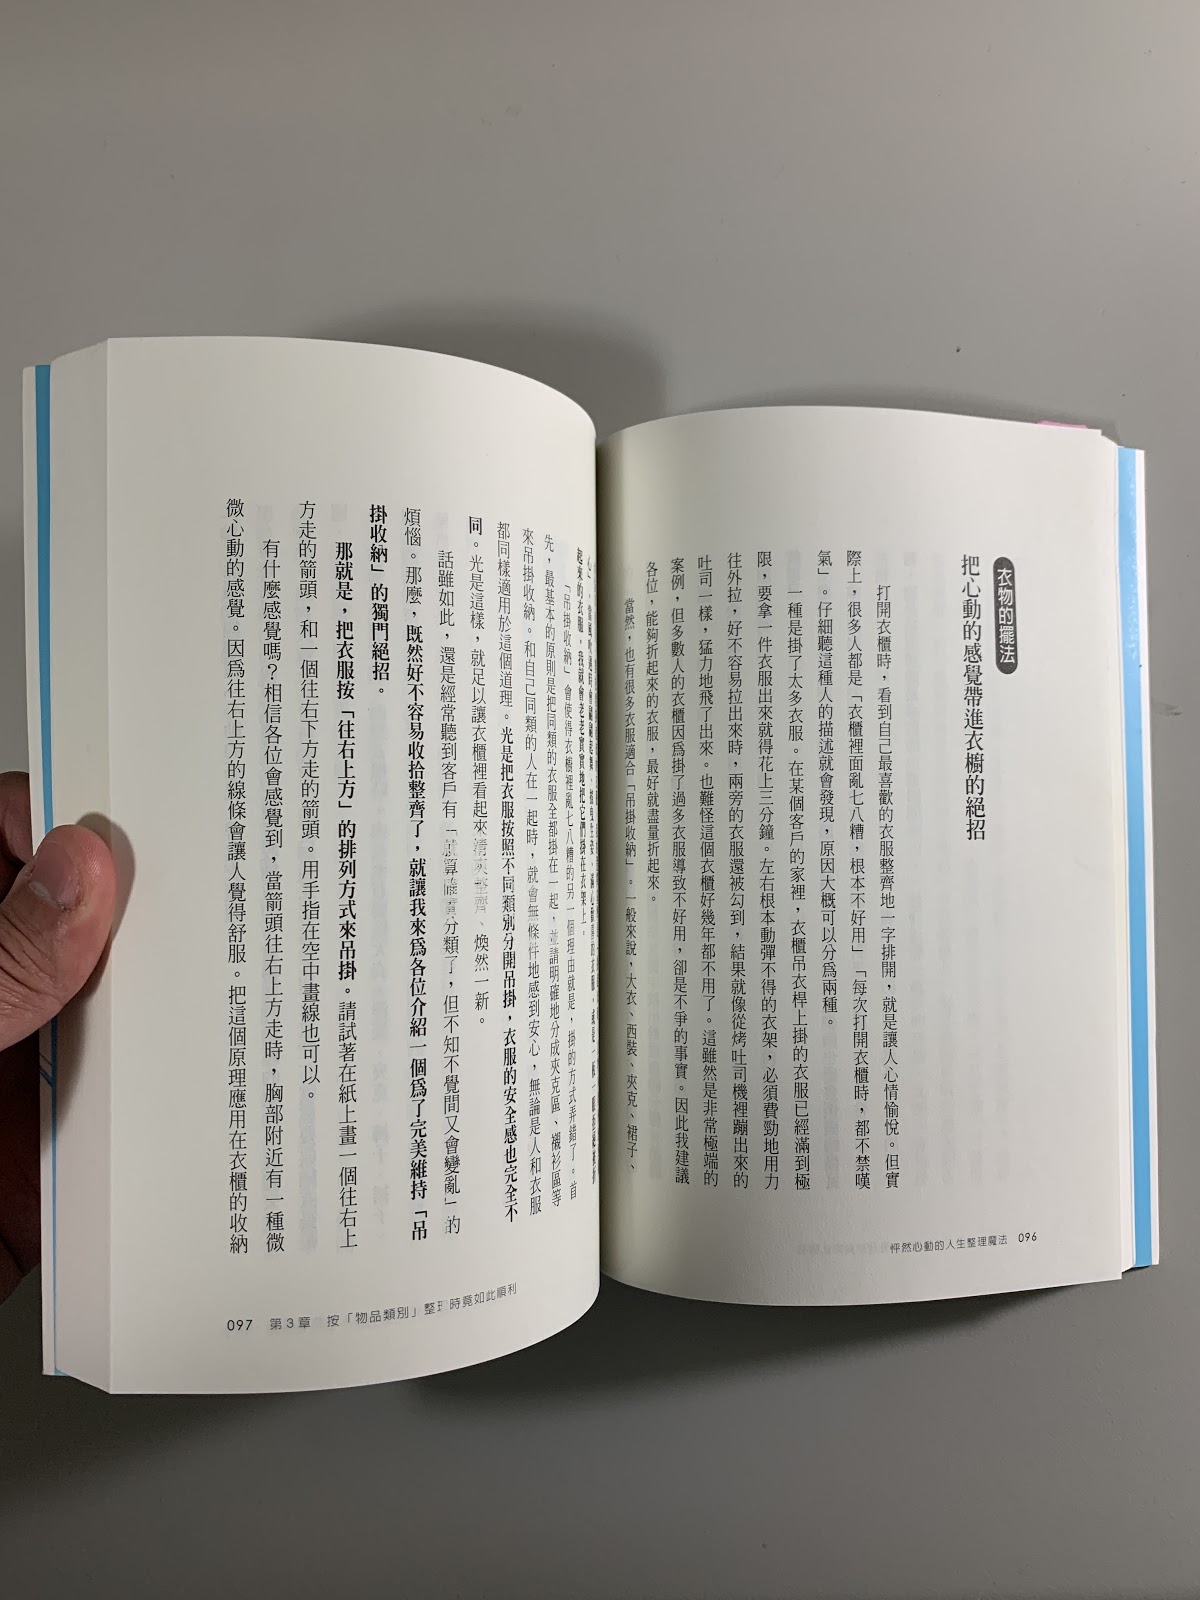 衣物的擺法
把心動的感覺帶進衣櫥的絕招
打開衣櫃時，看到自己最喜歡的衣服整齊地一字排開，就是讓人心情愉悅。但實
際上，很多人都是「衣櫃裡面亂七八糟，根本不好用」「每次打開衣櫃時，都不禁嘆
氣」。仔細聽這種人的描述就會發現，原因大概可以分為兩種。
一種是掛了太多衣服。在某個客戶的家裡，衣櫃吊衣桿上掛的衣服已經滿到極
限，要拿一件衣服出來就得花上三分鐘。左右根本動彈不得的衣架，必須費勁地用力
往外拉，好不容易拉出來時，兩旁的衣服還被勾到，結果就像從烤吐司機裡蹦出來的
吐司一樣，猛力地飛了出來。也難怪這個衣櫃好幾年都不用了。這雖然是非常極端的
案例，但多數人的衣櫃因為掛了過多衣服導致不好用，卻是不爭的事實。因此我建議
各位，能夠折起來的衣服，最好就盡量折起來。
當然，也有很多衣服適合「吊掛收納」。一般來說，大衣、西裝、夾克、裙子、
怦然心動的人生整理魔法 096
起來的衣服，我就會老老實實地把它們掛在衣架上。
「吊掛收納」會使得衣櫥裡亂七八糟的另一個理由就是，掛的方式弄錯了。首
先，最基本的原則是把同類的衣服全都掛在一起，並請明確地分成夾克區、襯衫區等
來吊掛收納。和自己同類的人在一起時，就會無條件地感到安心，無論是人和衣服
都同樣適用於這個道理。光是把衣服按照不同類別分開吊掛，衣服的安全感也完全不
同。光是這樣，就足以讓衣櫃裡看起來清爽整齊、煥然一新。
話雖如此，還是經常聽到客戶有「就算確實分類了，但不知不覺間又會變亂」的
煩惱。那麼，既然好不容易收拾整齊了，就讓我來為各位介紹一個為了完美維持「吊
掛收納」的獨門絕招。
那就是，把衣服按「往右上方」的排列方式來吊掛。請試著在紙上畫一個往右上
方走的箭頭，和一個往右下方走的箭頭。用手指在空中畫線也可以。
有什麼感覺嗎？相信各位會感覺到，當箭頭往右上方走時，胸部附近有一種微
微心動的感覺。因為往右上方的線條會讓人覺得舒服。把這個原理應用在衣櫃的收納
097 第3章 按「物品類別」整理時竟如此順利